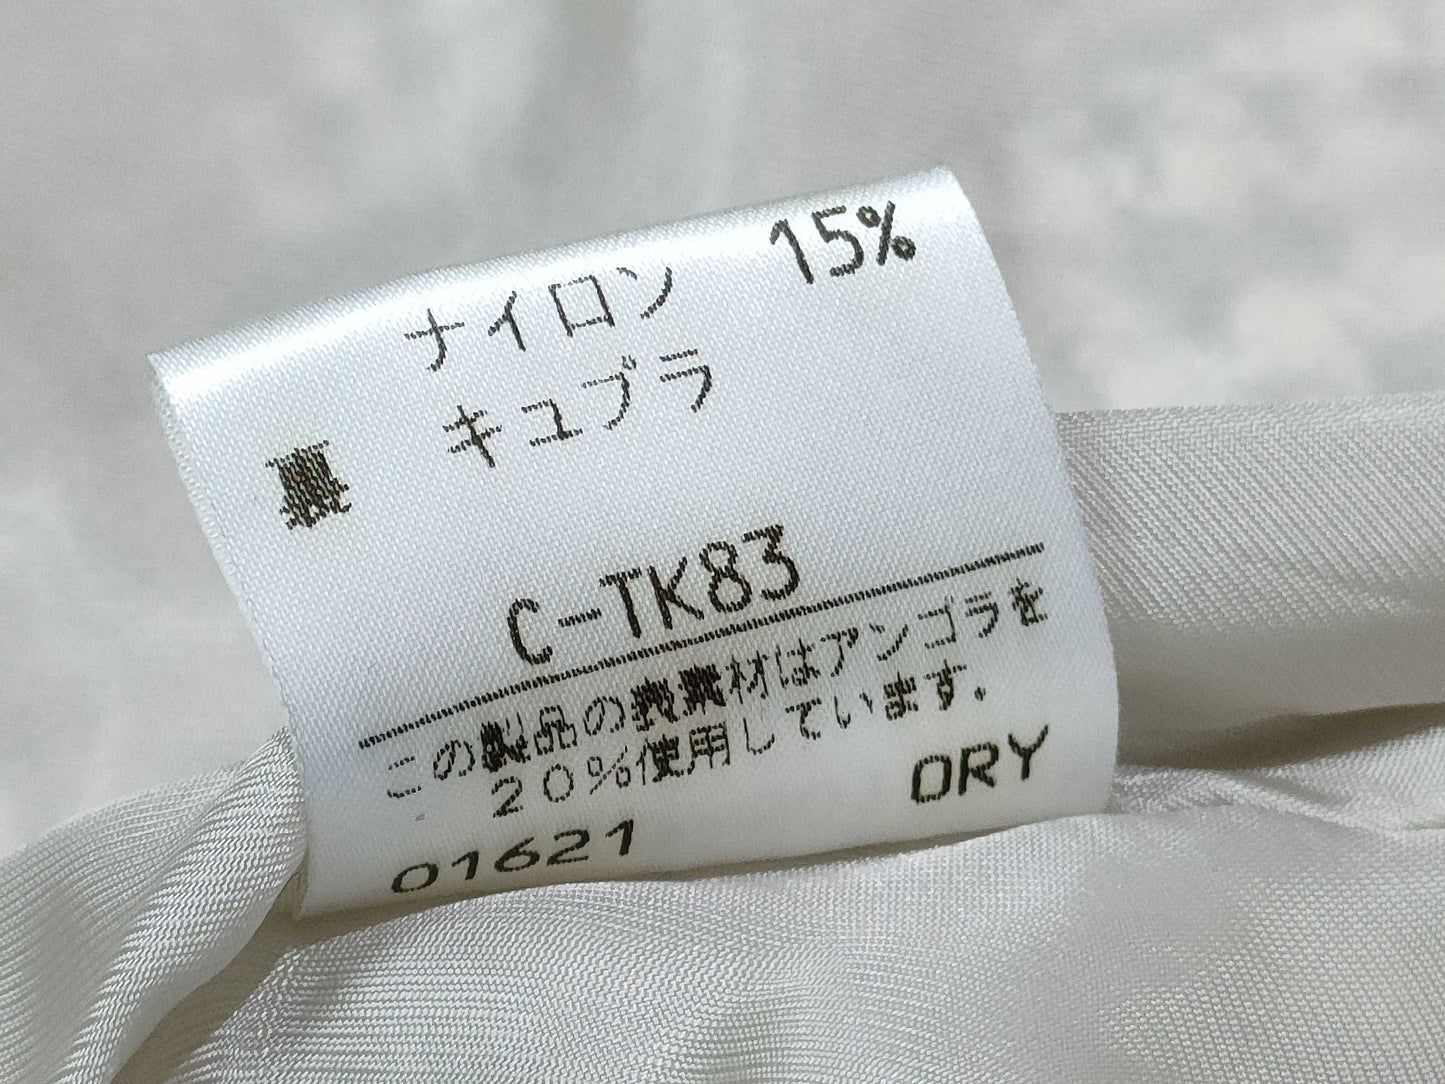 ナイロン 15%
裏 キュプラ
C-TK83
この製品の表素材はアンゴラを
20%使用しています。
DRY
01621